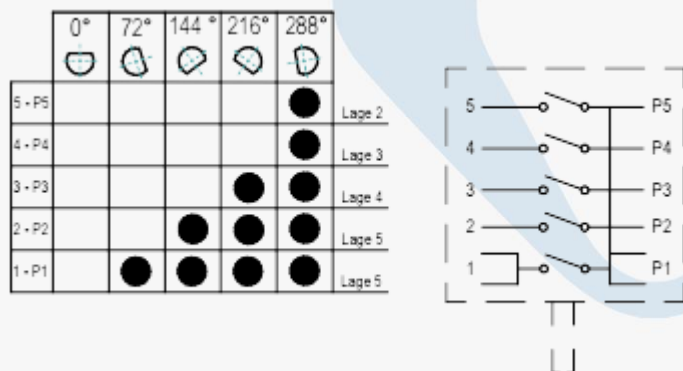 0° 72° 144 ° 216° 288°
5 - P5 Lage 2
4 - P4 Lage 3
3 - P3 Lage 4
2 - P2 Lage 5
1 - P1 Lage 5
5 P5
4 P4
3 P3
2 P2
1 P1